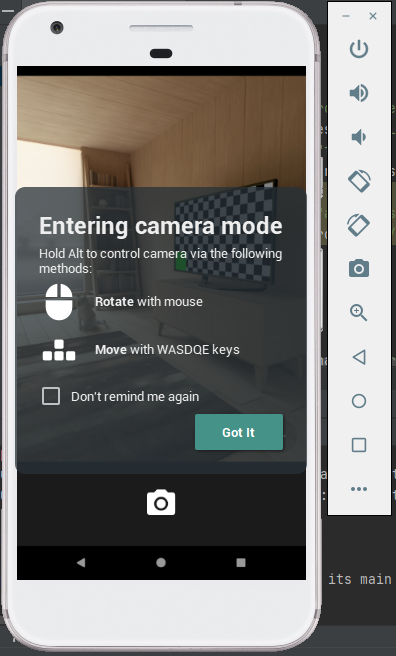 Entering camera mode
Hold Alt to control camera via the following
methods:
Rotate with mouse
Move with WASDQE keys
Don't remind me again
Got It
its main